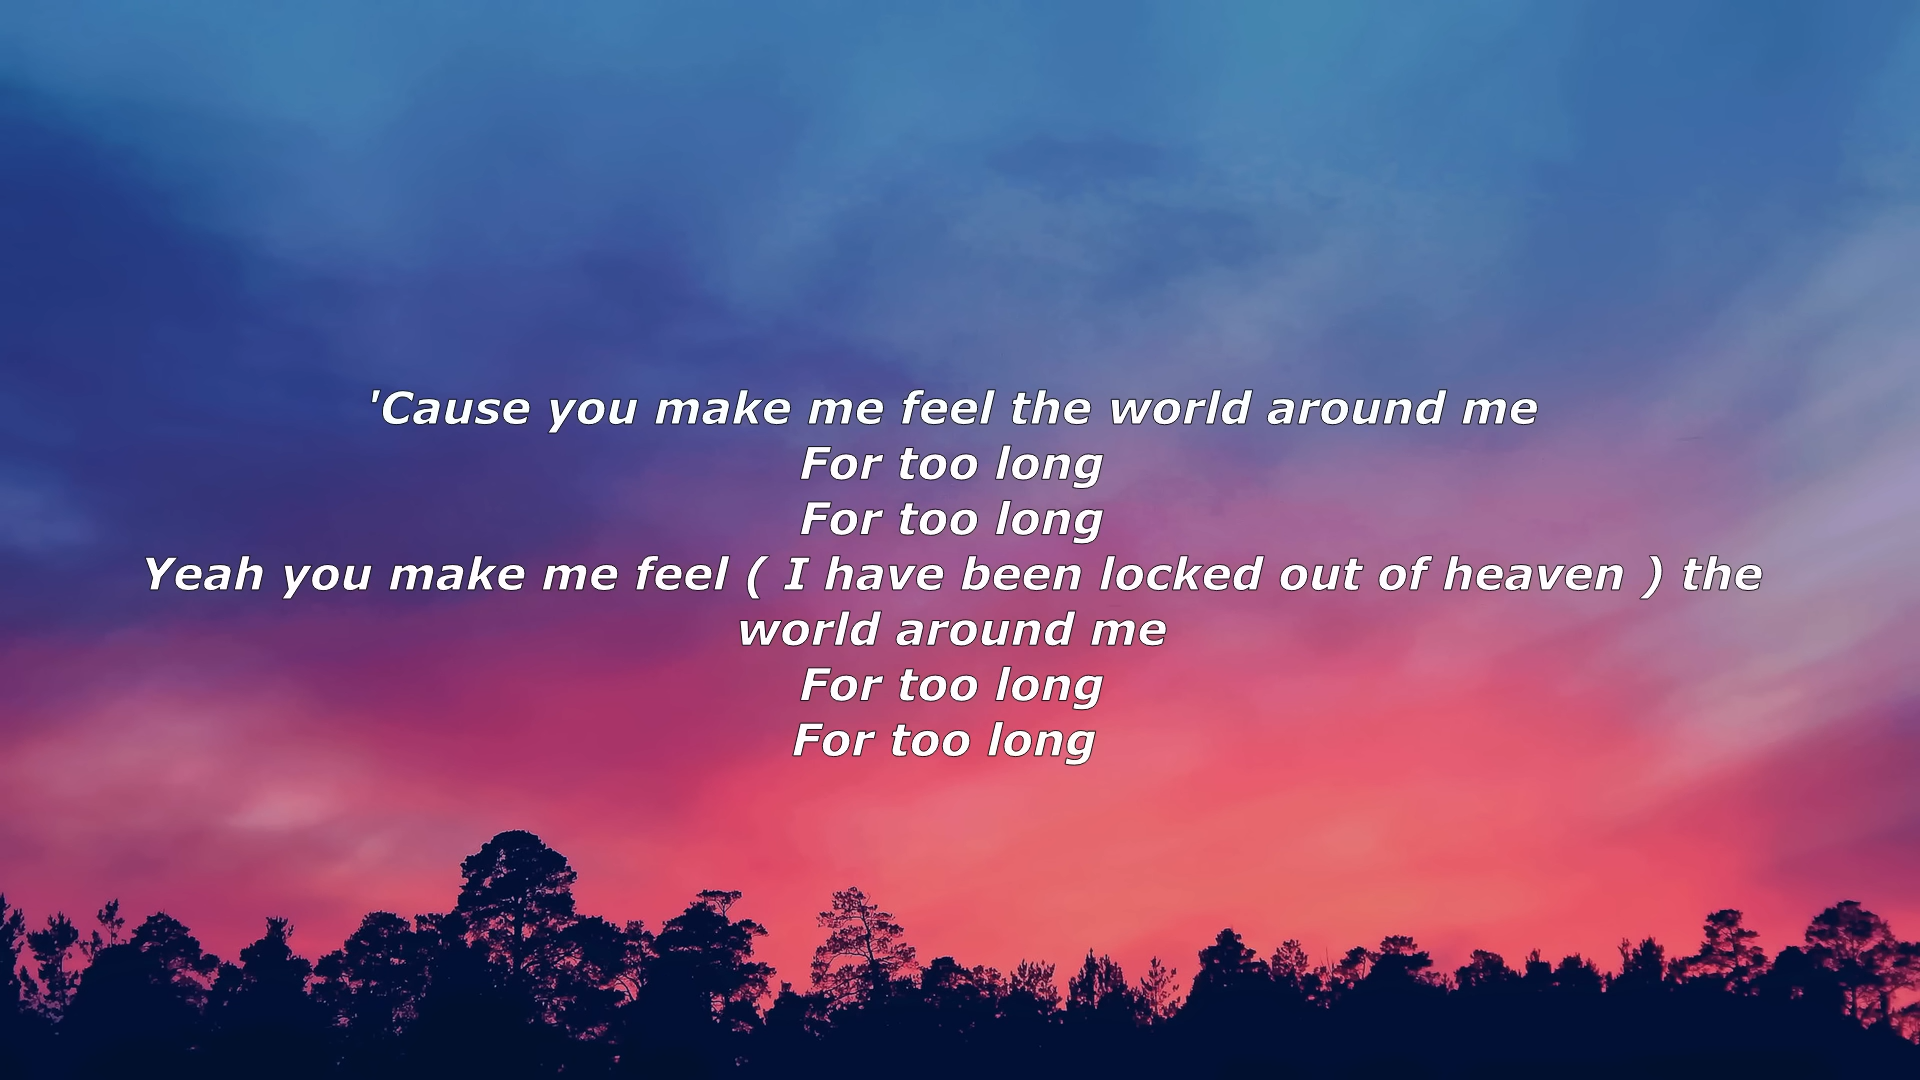 'Cause you make me feel the world around me
For too long
For too long
Yeah you make me feel ( I have been locked out of heaven ) the
world around me
For too long
For too long